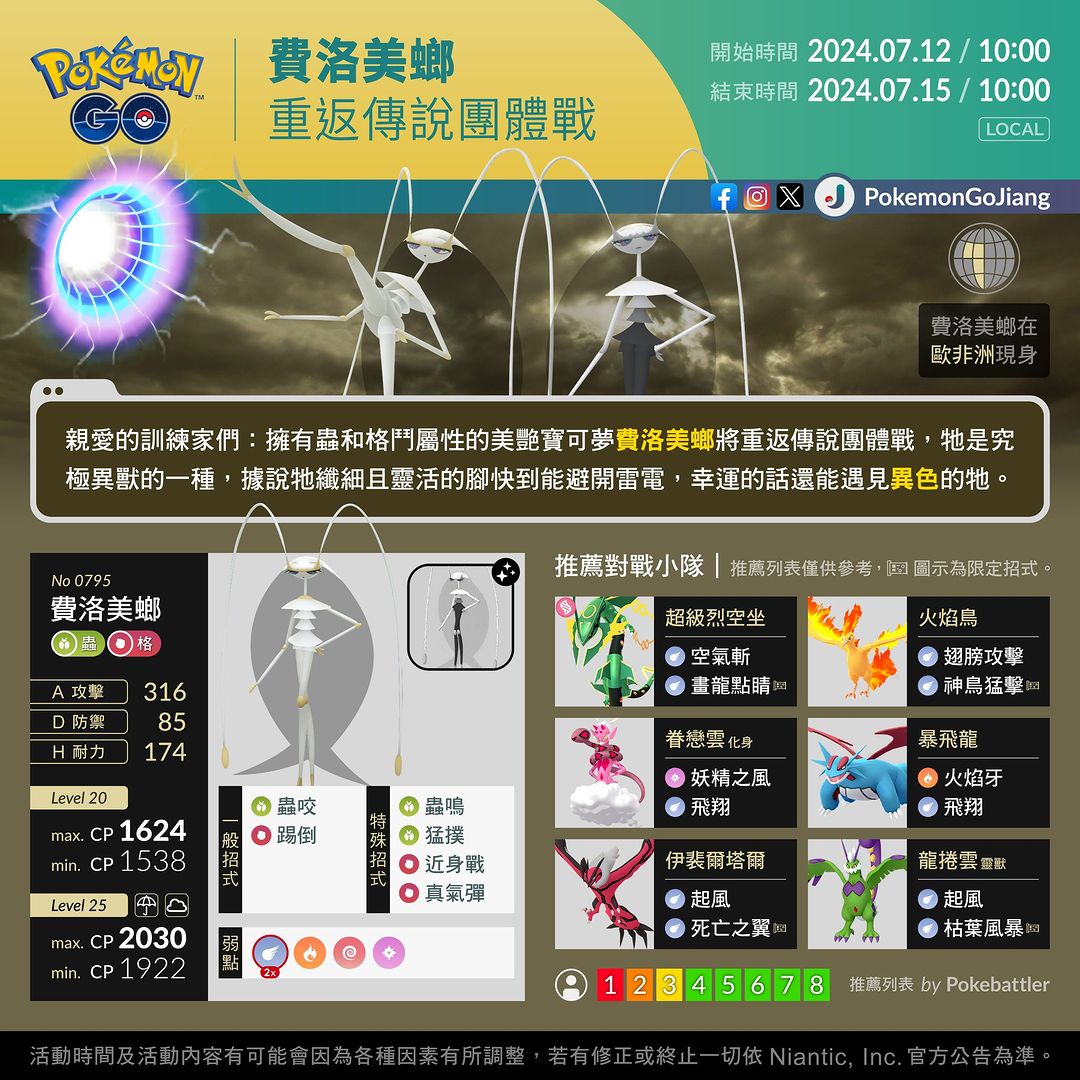 POKÉMON
GO
TM
費洛美螂
重返傳說團體戰
開始時間 2024.07.12 / 10:00
結束時間 2024.07.15 / 10:00
LOCAL
PokemonGoJiang
費洛美螂在
歐非洲現身
親愛的訓練家們：擁有蟲和格鬥屬性的美艷寶可夢費洛美螂將重返傳說團體戰，牠是究
極異獸的一種，據說牠纖細且靈活的腳快到能避開雷電，幸運的話還能遇見異色的牠。
No 0795
費洛美螂
蟲 格
A 攻擊 316
D 防禦 85
H 耐力 174
Level 20
max. CP 1624
min. CP 1538
Level 25
max. CP 2030
min. CP 1922
一般招式
蟲咬
踢倒
特殊招式
蟲鳴
猛撲
近身戰
真氣彈
弱點
2x
推薦對戰小隊｜推薦列表僅供參考，圖示為限定招式。
超級烈空坐
空氣斬
畫龍點睛
火焰鳥
翅膀攻擊
神鳥猛擊
眷戀雲 化身
妖精之風
飛翔
暴飛龍
火焰牙
飛翔
伊裴爾塔爾
起風
死亡之翼
龍捲雲 靈獸
起風
枯葉風暴
1 2 3 4 5 6 7 8
推薦列表 by Pokebattler
活動時間及活動內容有可能會因為各種因素有所調整，若有修正或終止一切依 Niantic, Inc. 官方公告為準。